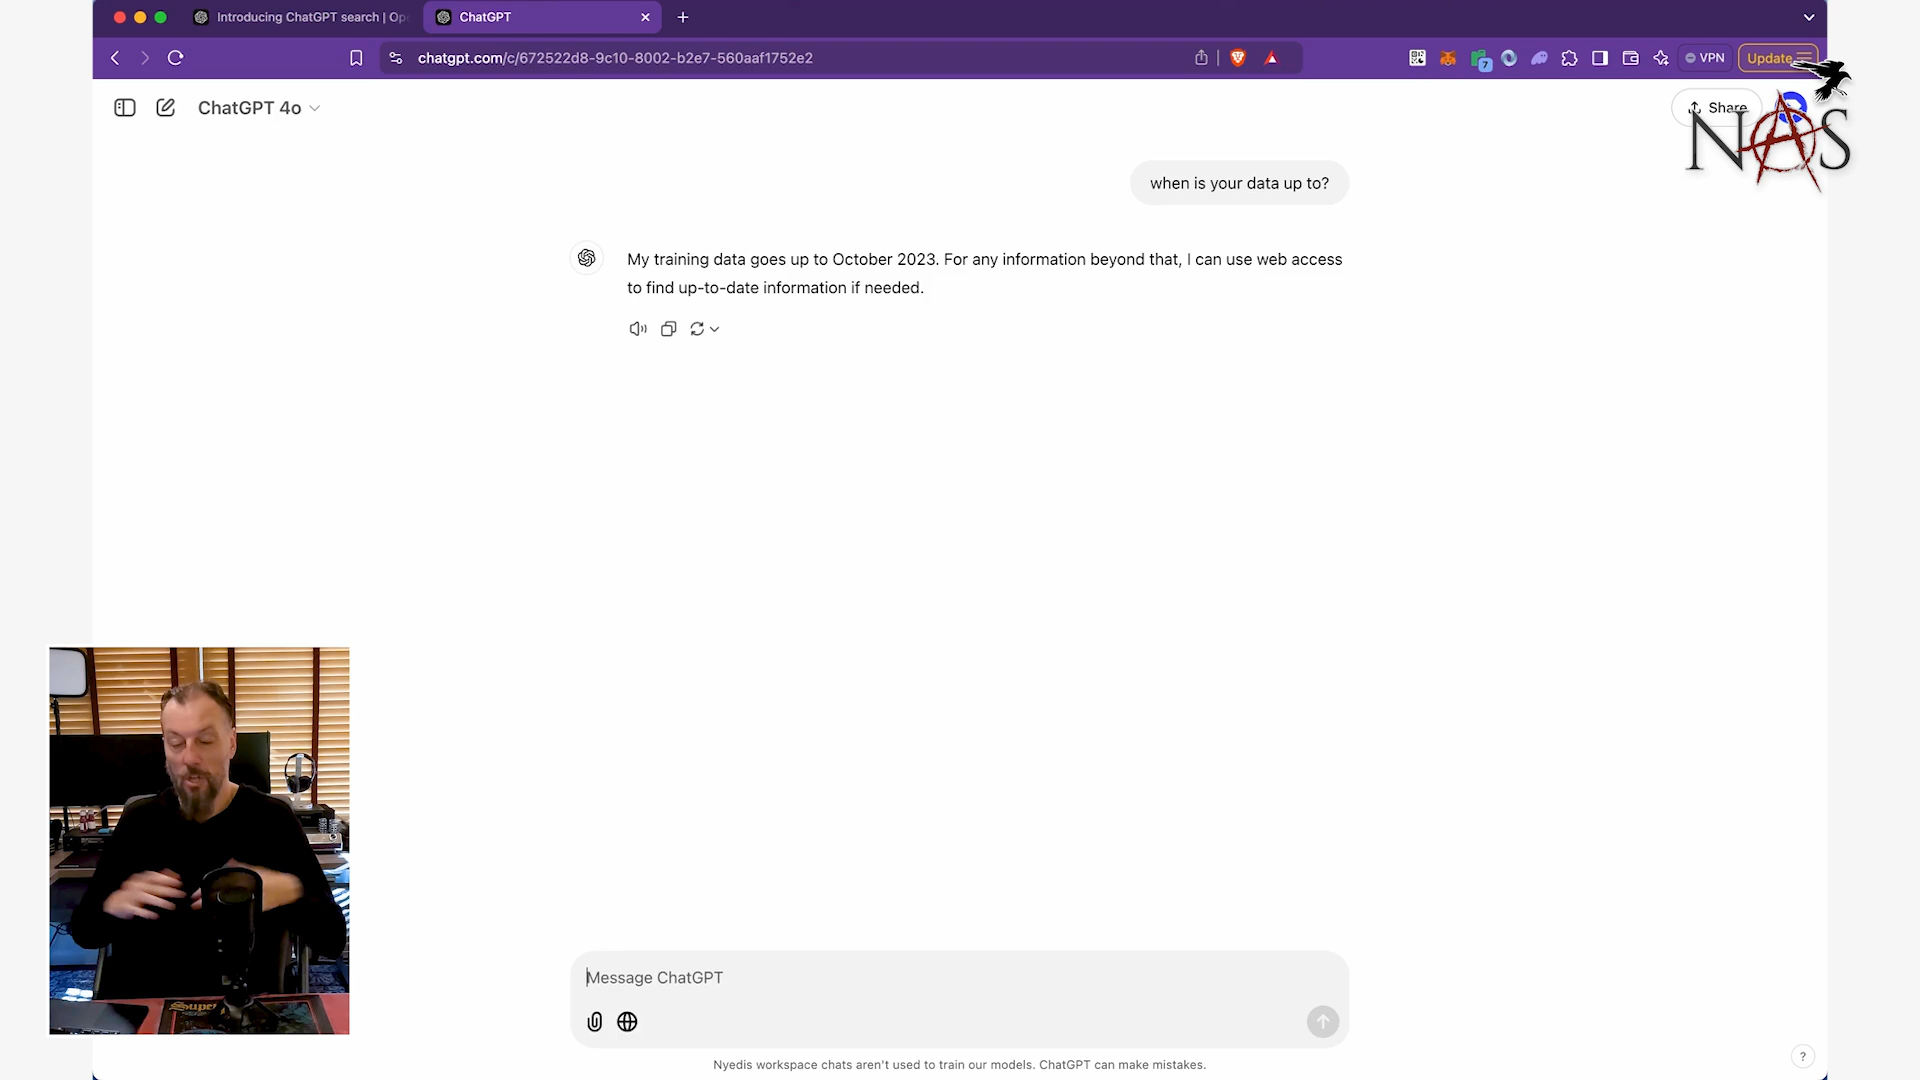 Introducing ChatGPT search | Op
ChatGPT
chatgpt.com/c/672522d8-9c10-8002-b2e7-560aaf1752e2
7
VPN
Update
ChatGPT 4o
Share
NAS
when is your data up to?
My training data goes up to October 2023. For any information beyond that, I can use web access
to find up-to-date information if needed.
Super
Message ChatGPT
Nyedis workspace chats aren't used to train our models. ChatGPT can make mistakes.
?